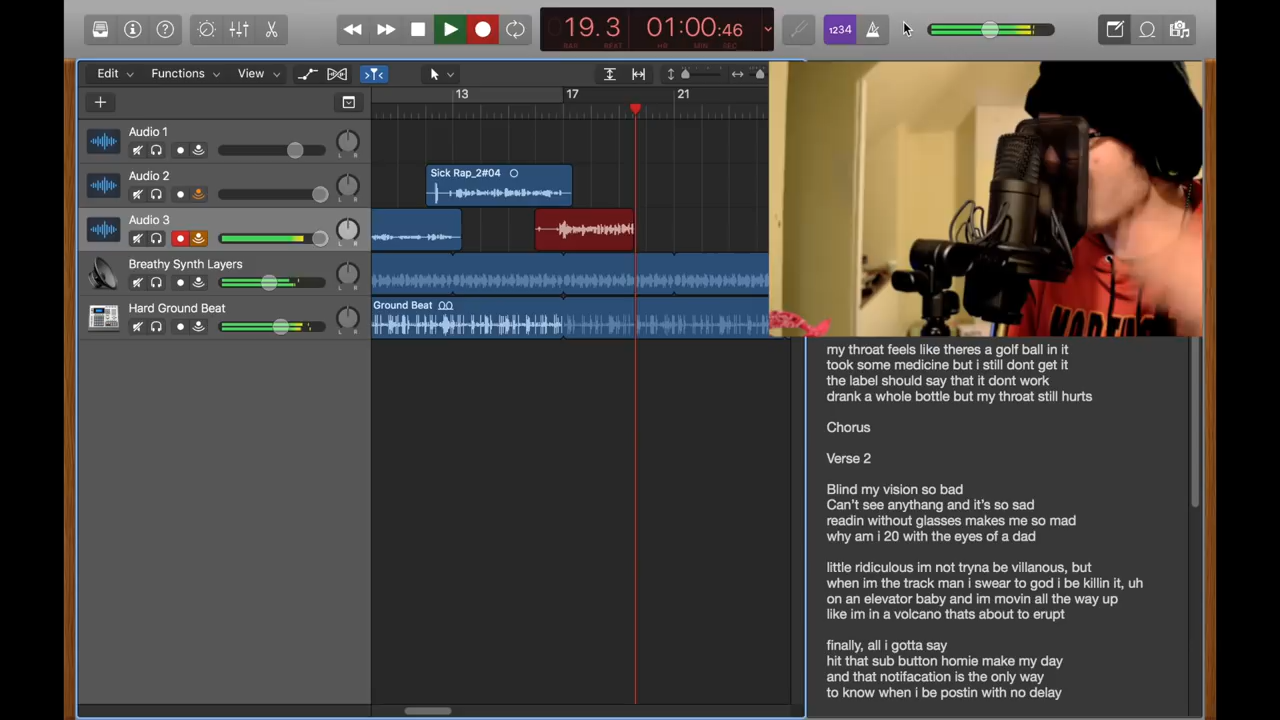 19.3
01:00:46
BAR
BEAT
HR
MIN
SEC
1234
Edit
Functions
View
13
17
21
Audio 1
L R
Audio 2
L R
Sick Rap_2#04
Audio 3
L R
Breathy Synth Layers
Hard Ground Beat
Ground Beat
my throat feels like theres a golf ball in it
took some medicine but i still dont get it
the label should say that it dont work
drank a whole bottle but my throat still hurts
Chorus
Verse 2
Blind my vision so bad
Can't see anythang and it's so sad
readin without glasses makes me so mad
why am i 20 with the eyes of a dad
little ridiculous im not tryna be villanous, but
when im the track man i swear to god i be killin it, uh
on an elevator baby and im movin all the way up
like im in a volcano thats about to erupt
finally, all i gotta say
hit that sub button homie make my day
and that notifacation is the only way
to know when i be postin with no delay